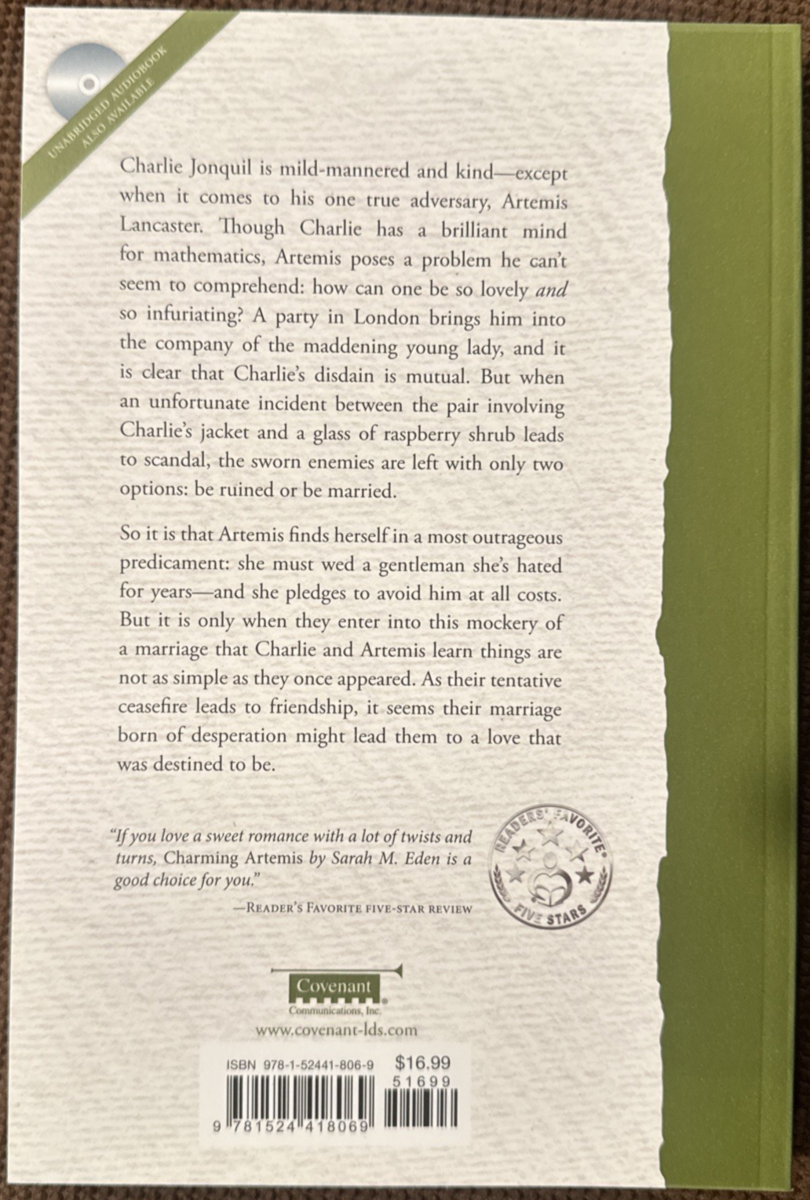 UNABRIDGED AUDIOBOOK
ALSO AVAILABLE
Charlie Jonquil is mild-mannered and kind—except
when it comes to his one true adversary, Artemis
Lancaster. Though Charlie has a brilliant mind
for mathematics, Artemis poses a problem he can't
seem to comprehend: how can one be so lovely and
so infuriating? A party in London brings him into
the company of the maddening young lady, and it
is clear that Charlie's disdain is mutual. But when
an unfortunate incident between the pair involving
Charlie's jacket and a glass of raspberry shrub leads
to scandal, the sworn enemies are left with only two
options: be ruined or be married.
So it is that Artemis finds herself in a most outrageous
predicament: she must wed a gentleman she's hated
for years—and she pledges to avoid him at all costs.
But it is only when they enter into this mockery of
a marriage that Charlie and Artemis learn things are
not as simple as they once appeared. As their tentative
ceasefire leads to friendship, it seems their marriage
born of desperation might lead them to a love that
was destined to be.
"If you love a sweet romance with a lot of twists and
turns, Charming Artemis by Sarah M. Eden is a
good choice for you."
—READER'S FAVORITE FIVE-STAR REVIEW
READERS' FAVORITE®
FIVE STARS
Covenant®
Communications, Inc.
www.covenant-lds.com
ISBN 978-1-52441-806-9 $16.99
51699
9 781524 418069